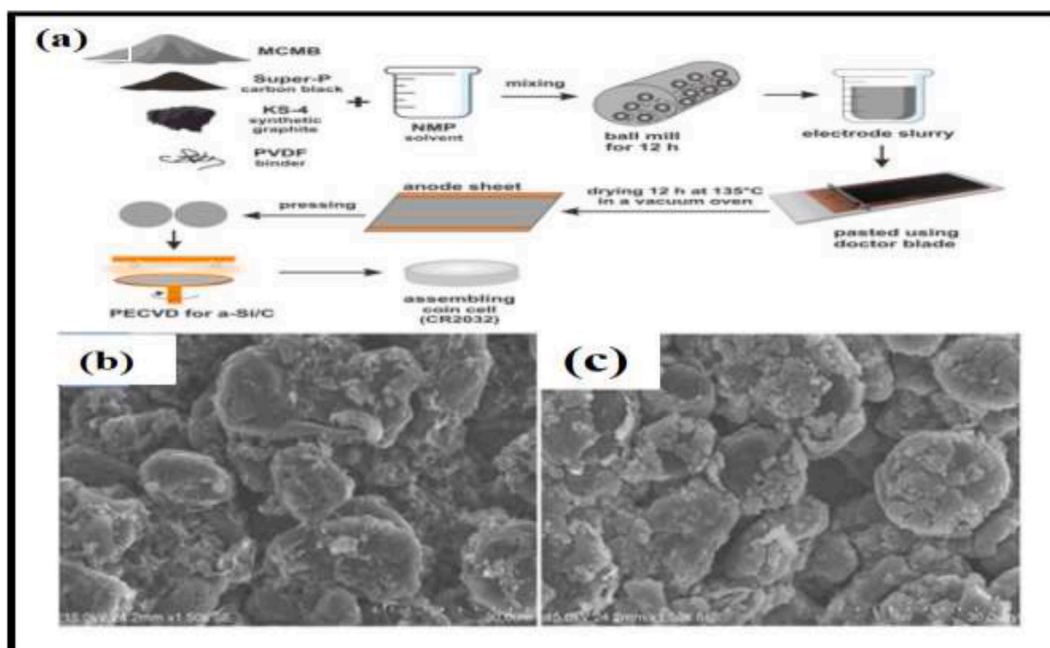 (a)
MCMB
Super-P
carbon black
KS-4
synthetic
graphite
PVDF
binder
+
NMP
solvent
mixing
ball mill
for 12 h
electrode slurry
pasted using
doctor blade
drying 12 h at 135°C
in a vacuum oven
anode sheet
pressing
PECVD for a-Si/C
assembling
coin cell
(CR2032)
(b)
(c)